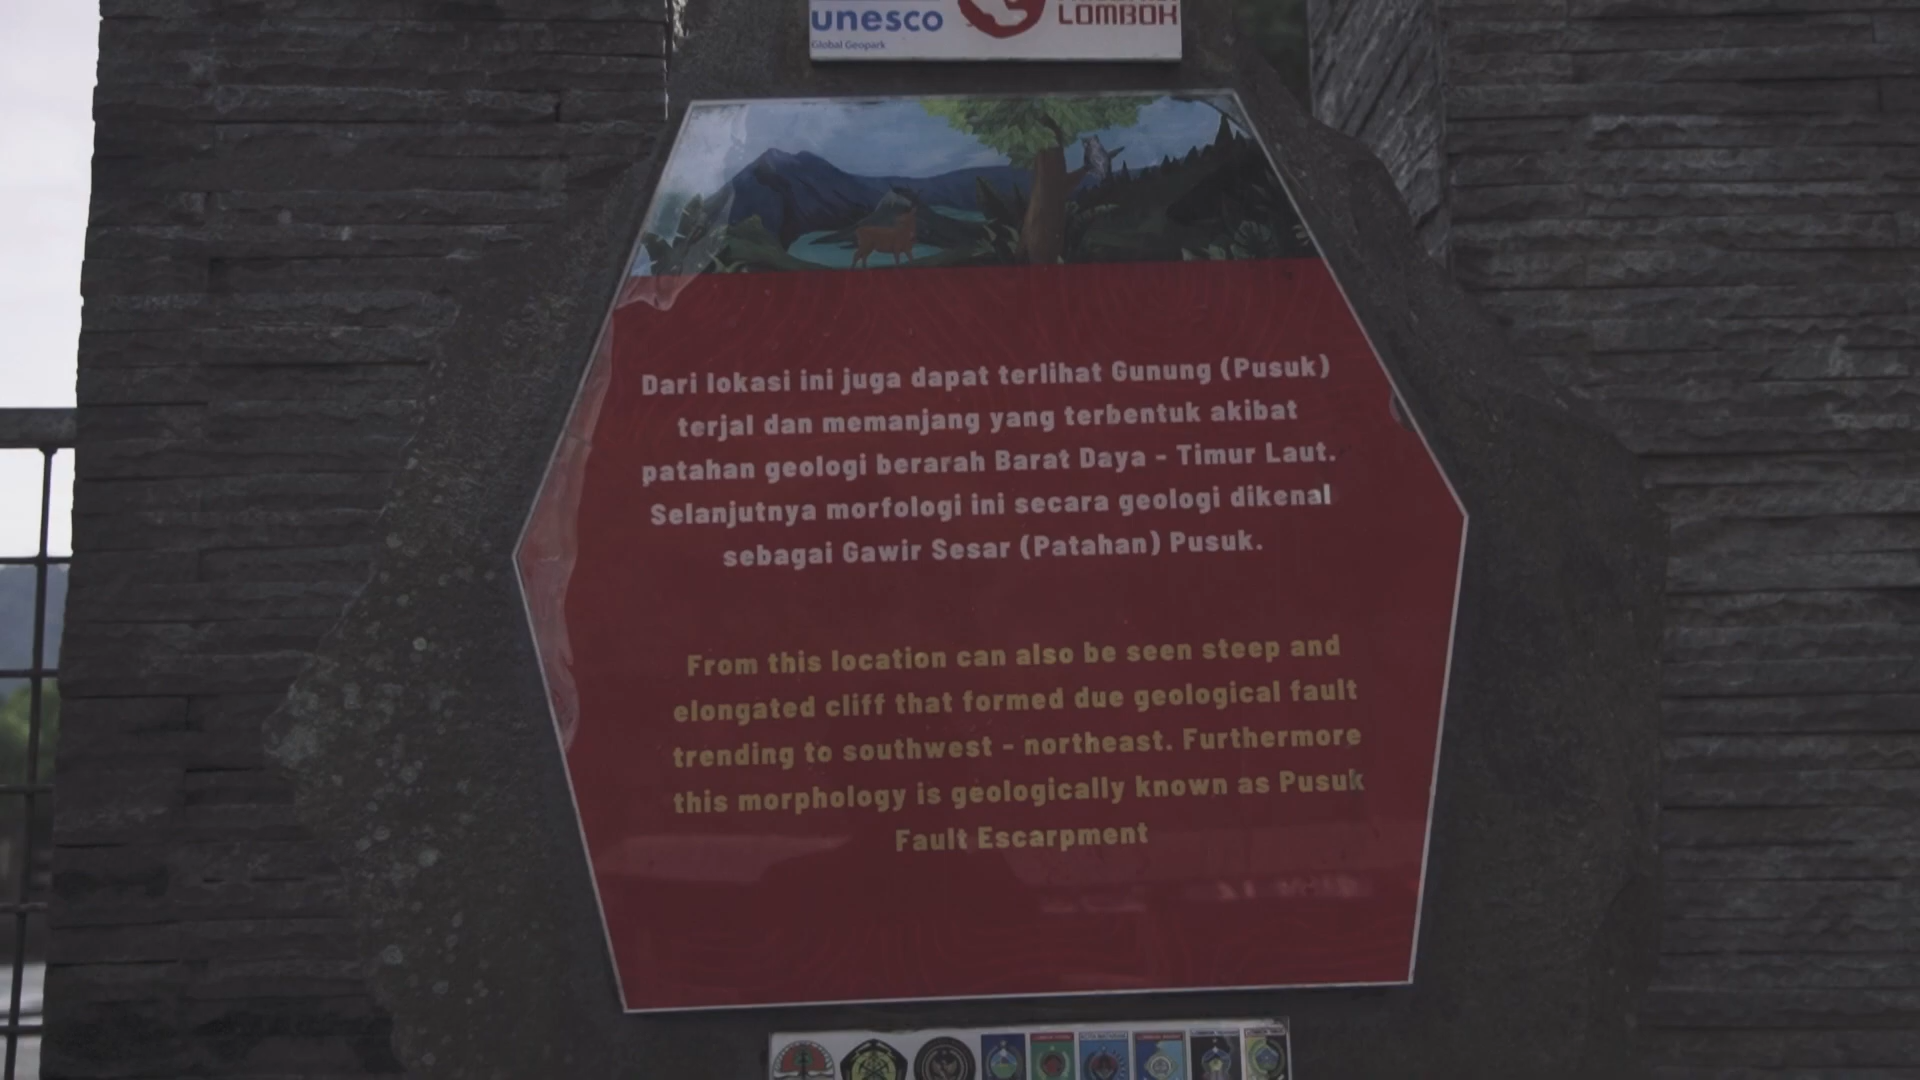 unesco
Global Geopark
LOMBOK
Dari lokasi ini juga dapat terlihat Gunung (Pusuk)
terjal dan memanjang yang terbentuk akibat
patahan geologi berarah Barat Daya - Timur Laut.
Selanjutnya morfologi ini secara geologi dikenal
sebagai Gawir Sesar (Patahan) Pusuk.
From this location can also be seen steep and
elongated cliff that formed due geological fault
trending to southwest - northeast. Furthermore
this morphology is geologically known as Pusuk
Fault Escarpment